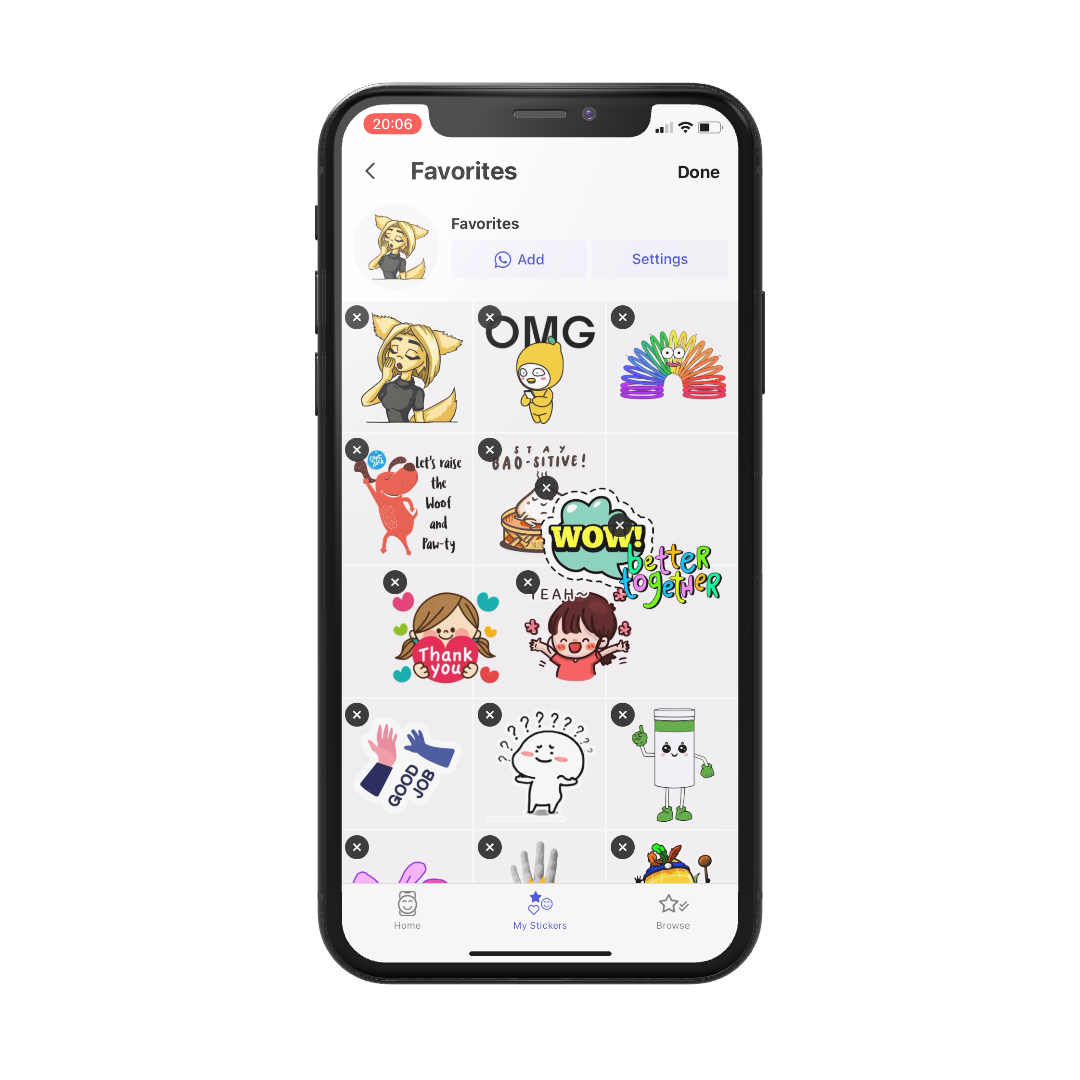 20:06
Favorites
Done
Favorites
Add
Settings
OMG
Let's raise
the
Woof
and
Paw-ty
STAY
BAO-SITIVE!
WOW!
better
together
YEAH~
Thank
you
GOOD
JOB
? ? ? ? ? ? ? ? ?
Home
My Stickers
Browse